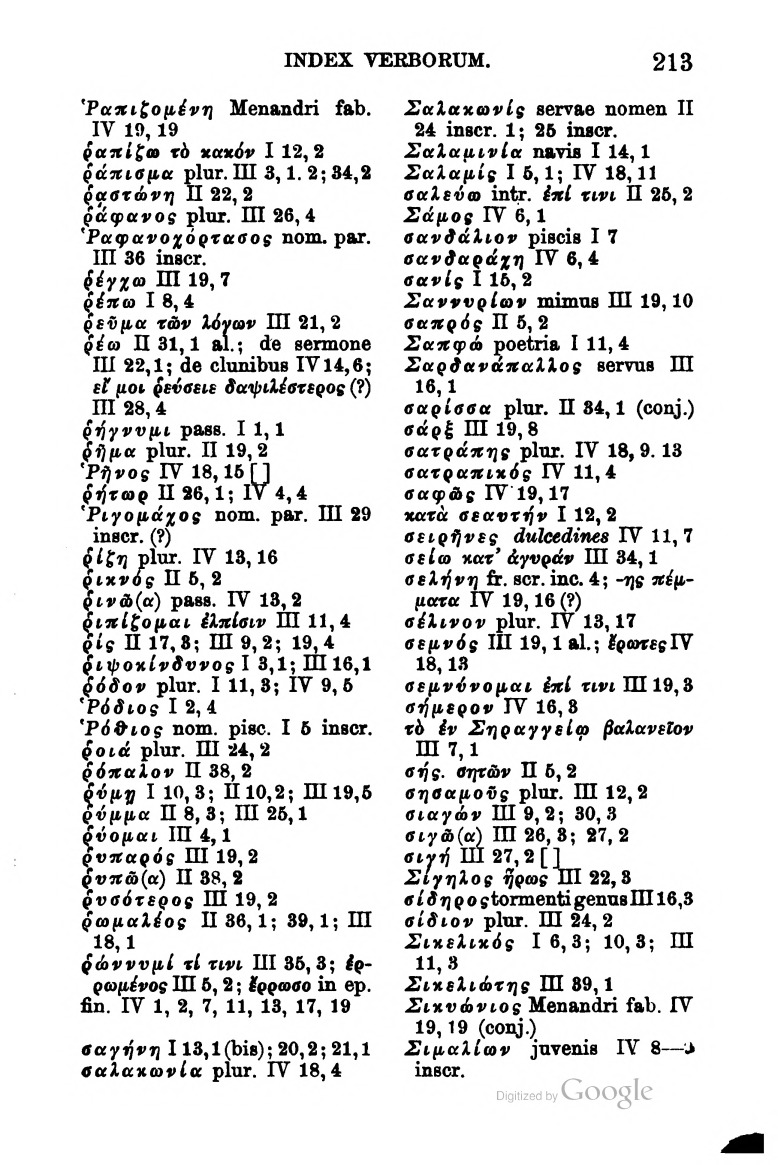 INDEX VERBORUM. 213
Ῥαπιζομένη Menandri fab.
IV 19, 19
ῥαπίζω τὸ κακόν I 12, 2
ῥάπισμα plur. III 3, 1. 2; 34, 2
ῥᾳστώνη II 22, 2
ῥάφανος plur. III 26, 4
Ῥαφανοχόρτασος nom. par.
III 36 inscr.
ῥέγχω III 19, 7
ῥέπω I 8, 4
ῥεῦμα τῶν λόγων III 21, 2
ῥέω II 31, 1 al.; de sermone
III 22, 1; de clunibus IV 14, 6;
εἴ μοι ῥεύσειε δαψιλέστερος (?)
III 28, 4
ῥήγνυμι pass. I 1, 1
ῥῆμα plur. II 19, 2
Ῥῆνος IV 18, 15 []
ῥήτωρ II 26, 1; IV 4, 4
Ῥιγομάχος nom. par. III 29
inscr. (?)
ῥίζη plur. IV 13, 16
ῥικνός II 5, 2
ῥινῶ(α) pass. IV 13, 2
ῥιπίζομαι ἐλπίσιν III 11, 4
ῥίς II 17, 3; III 9, 2; 19, 4
ῥιψοκίνδυνος I 3, 1; III 16, 1
ῥόδον plur. I 11, 3; IV 9, 5
Ῥόδιος I 2, 4
Ῥόθιος nom. pisc. I 5 inscr.
ῥοιά plur. III 24, 2
ῥόπαλον II 38, 2
ῥύμῃ I 10, 3; II 10, 2; III 19, 5
ῥύμμα II 8, 3; III 25, 1
ῥύομαι III 4, 1
ῥυπαρός III 19, 2
ῥυπῶ(α) II 38, 2
ῥυσότερος III 19, 2
ῥωμαλέος II 36, 1; 39, 1; III
18, 1
ῥώννυμί τί τινι III 35, 3; ἐρ-
ρωμένος III 5, 2; ἔρρωσο in ep.
fin. IV 1, 2, 7, 11, 13, 17, 19
σαγήνη I 13, 1 (bis); 20, 2; 21, 1
σαλακωνία plur. IV 18, 4
Σαλακωνίς servae nomen II
24 inscr. 1; 25 inscr.
Σαλαμινία navis I 14, 1
Σαλαμίς I 5, 1; IV 18, 11
σαλεύω intr. ἐπί τινι II 25, 2
Σάμος IV 6, 1
σανδάλιον piscis I 7
σανδαράχη IV 6, 4
σανίς I 15, 2
Σαννυρίων mimus III 19, 10
σαπρός II 5, 2
Σαπφώ poetria I 11, 4
Σαρδανάπαλλος servus III
16, 1
σαρίσσα plur. II 34, 1 (conj.)
σάρξ III 19, 8
σατράπης plur. IV 18, 9. 13
σατραπικός IV 11, 4
σαφῶς IV 19, 17
κατὰ σεαυτήν I 12, 2
σειρῆνες dulcedines IV 11, 7
σείω κατ’ ἀγυράν III 34, 1
σελήνη fr. scr. inc. 4; -ης πέμ-
ματα IV 19, 16 (?)
σέλινον plur. IV 13, 17
σεμνός III 19, 1 al.; ἔρωτες IV
18, 13
σεμνύνομαι ἐπί τινι III 19, 3
σήμερον IV 16, 3
τὸ ἐν Σηραγγείῳ βαλανεῖον
III 7, 1
σής. σητῶν II 5, 2
σησαμοῦς plur. III 12, 2
σιαγών III 9, 2; 30, 3
σιγῶ(α) III 26, 3; 27, 2
σιγή III 27, 2 []
Σίγηλος ἥρως III 22, 3
σίδηρος tormenti genus III 16, 3
σίδιον plur. III 24, 2
Σικελικός I 6, 3; 10, 3; III
11, 3
Σικελιώτης III 39, 1
Σικυώνιος Menandri fab. IV
19, 19 (conj.)
Σιμαλίων juvenis IV 8—
inscr.
Digitized by Google